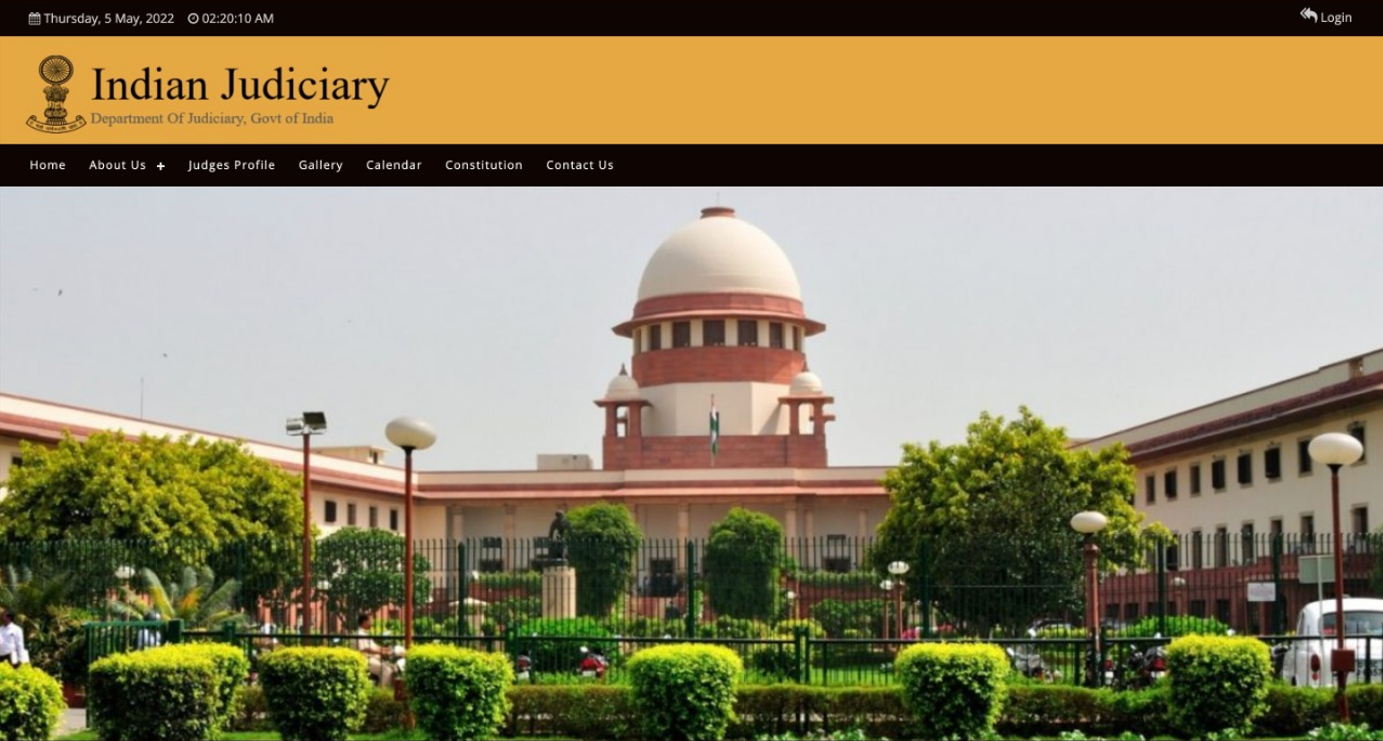 Thursday, 5 May, 2022 02:20:10 AM Login
Indian Judiciary
Department Of Judiciary, Govt of India
Home About Us + Judges Profile Gallery Calendar Constitution Contact Us